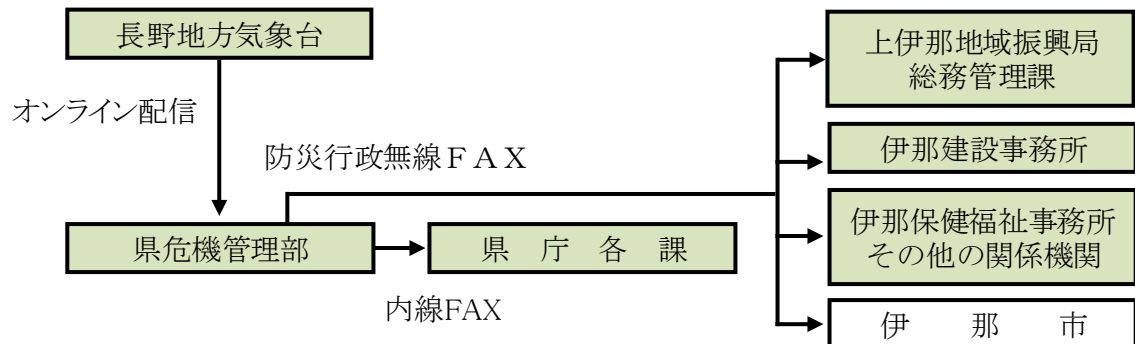 長野地方気象台
オンライン配信
防災行政無線ＦＡＸ
県危機管理部
県　庁　各　課
内線FAX
上伊那地域振興局
総務管理課
伊那建設事務所
伊那保健福祉事務所
その他の関係機関
伊　那　市